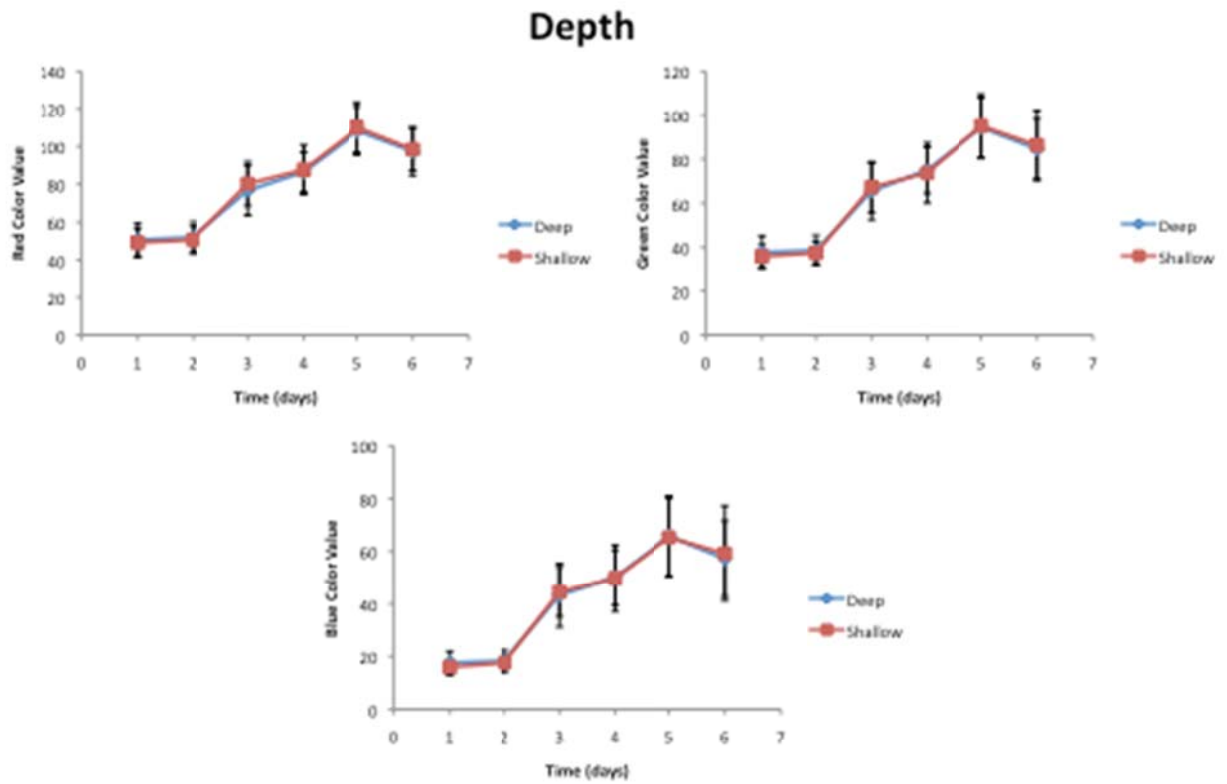 Depth
Red Color Value
140
120
100
80
60
40
20
0
0 1 2 3 4 5 6 7
Time (days)
Deep
Shallow
Green Color Value
120
100
80
60
40
20
0
0 1 2 3 4 5 6 7
Time (days)
Deep
Shallow
Blue Color Value
100
80
60
40
20
0
0 1 2 3 4 5 6 7
Time (days)
Deep
Shallow